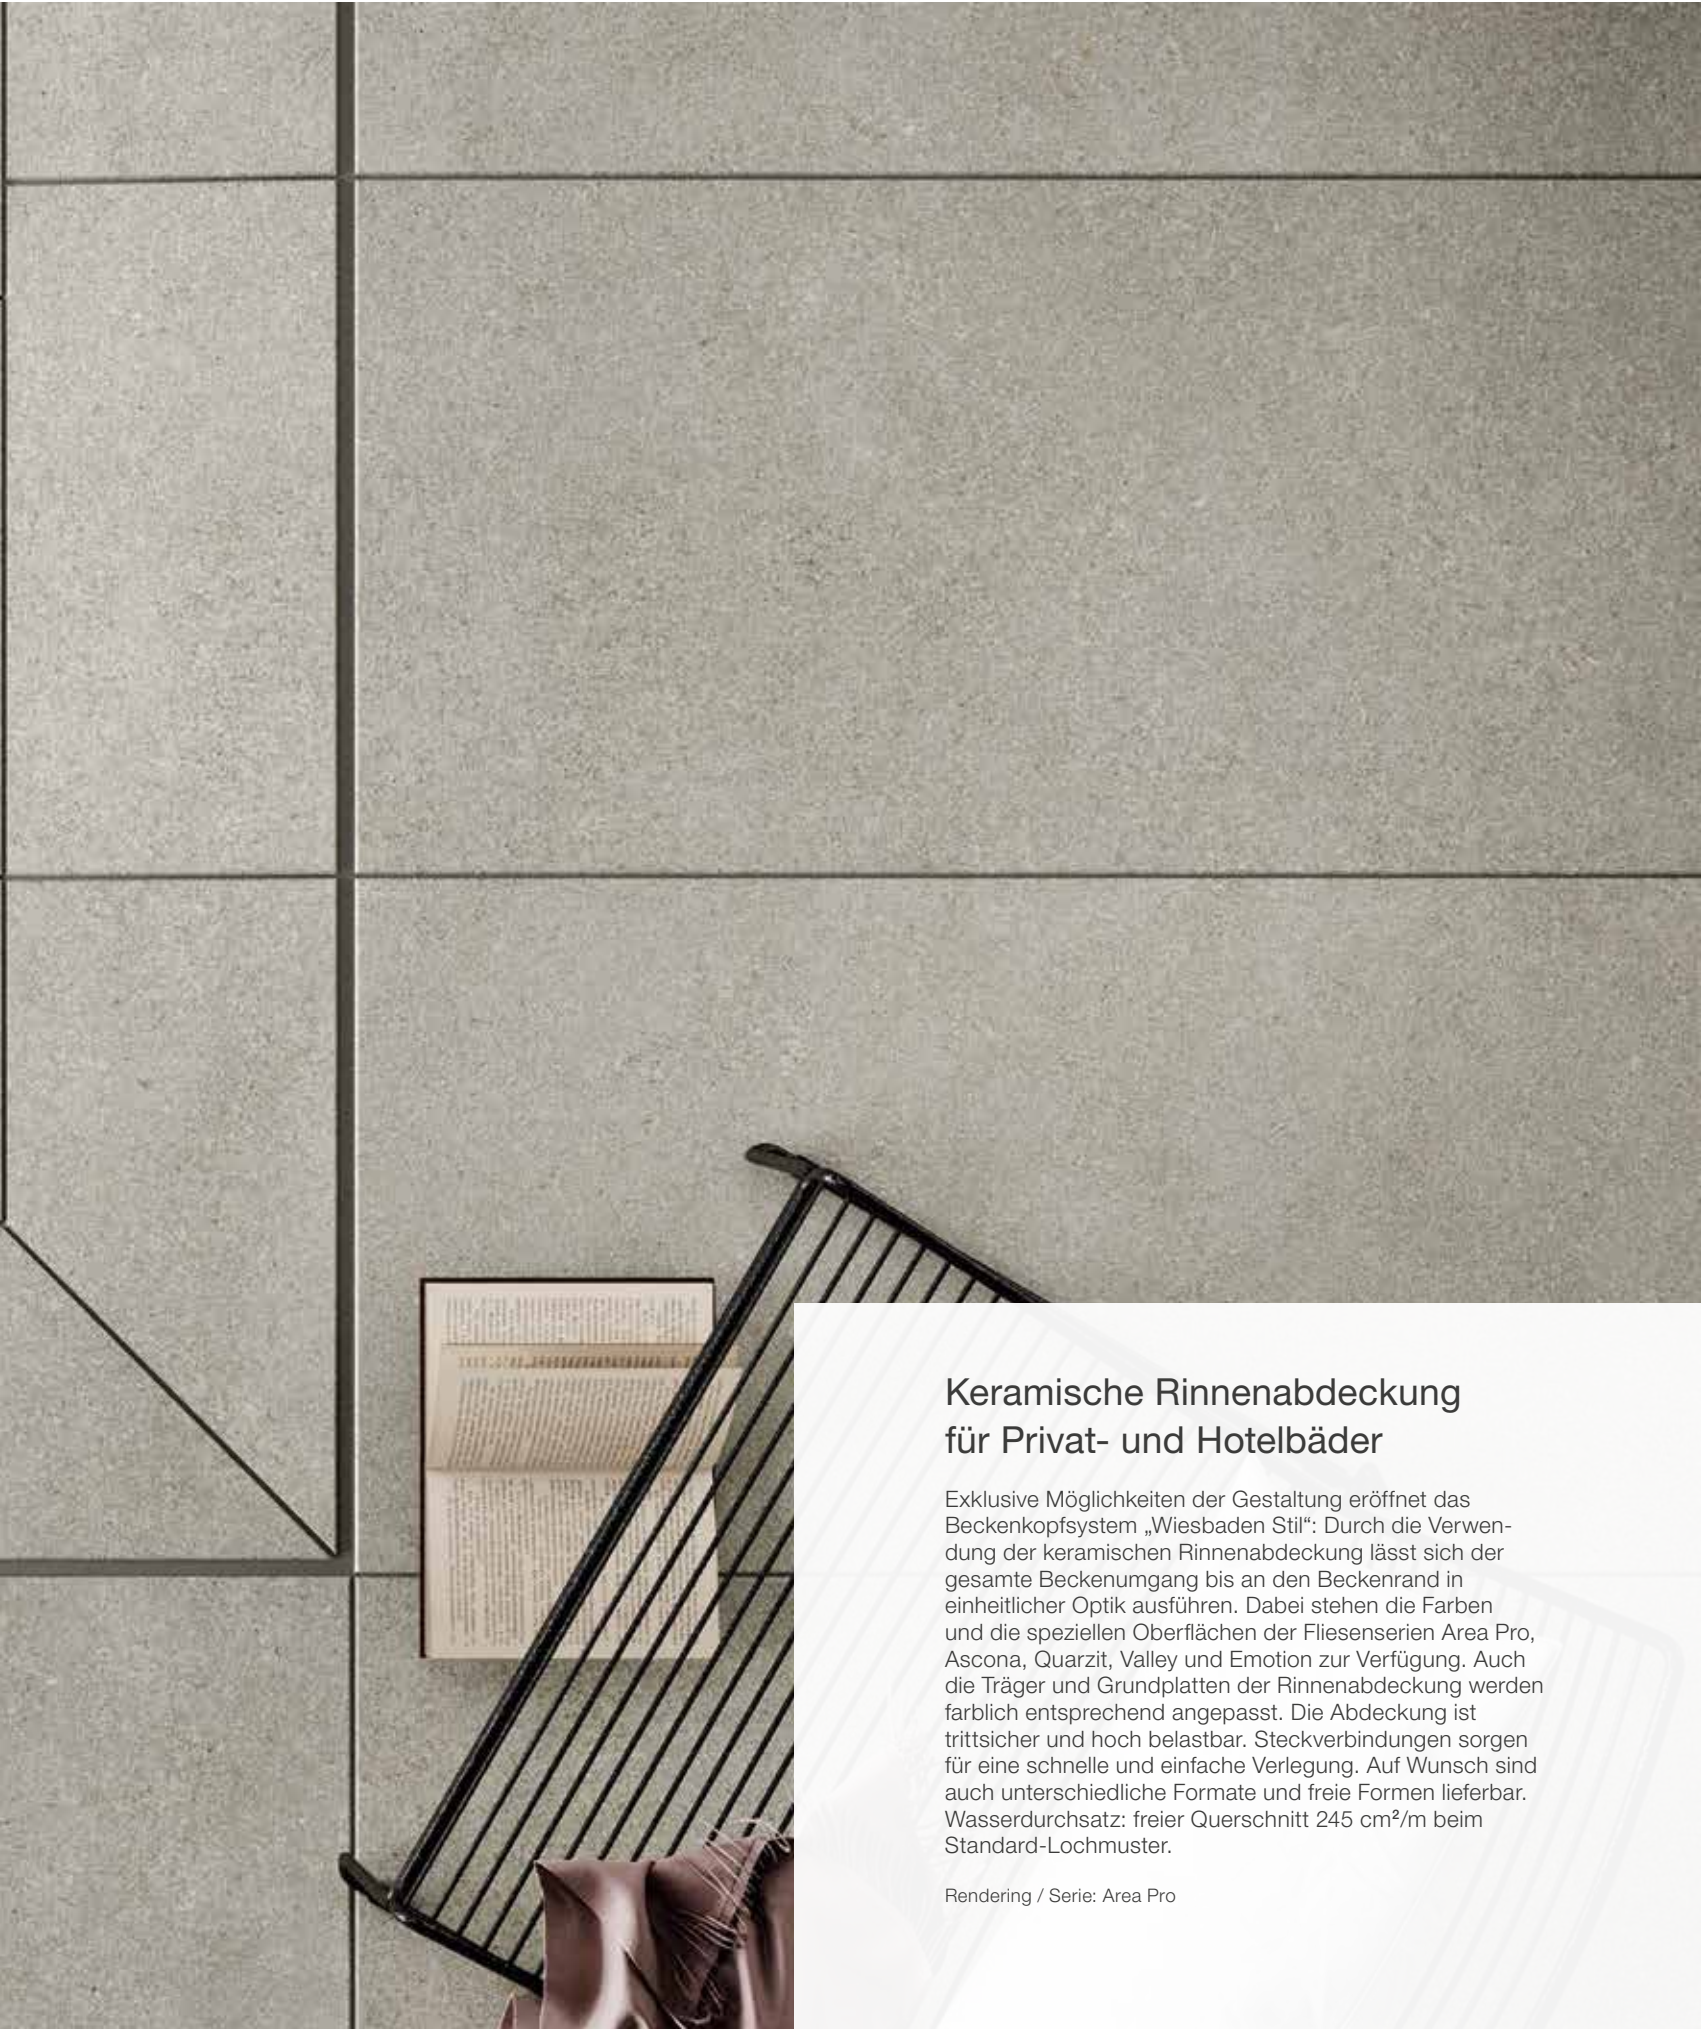 Keramische Rinnenabdeckung
für Privat- und Hotelbäder
Exklusive Möglichkeiten der Gestaltung eröffnet das
Beckenkopfsystem „Wiesbaden Stil“: Durch die Verwen-
dung der keramischen Rinnenabdeckung lässt sich der
gesamte Beckenumgang bis an den Beckenrand in
einheitlicher Optik ausführen. Dabei stehen die Farben
und die speziellen Oberflächen der Fliesenserien Area Pro,
Ascona, Quarzit, Valley und Emotion zur Verfügung. Auch
die Träger und Grundplatten der Rinnenabdeckung werden
farblich entsprechend angepasst. Die Abdeckung ist
trittsicher und hoch belastbar. Steckverbindungen sorgen
für eine schnelle und einfache Verlegung. Auf Wunsch sind
auch unterschiedliche Formate und freie Formen lieferbar.
Wasserdurchsatz: freier Querschnitt 245 cm²/m beim
Standard-Lochmuster.
Rendering / Serie: Area Pro